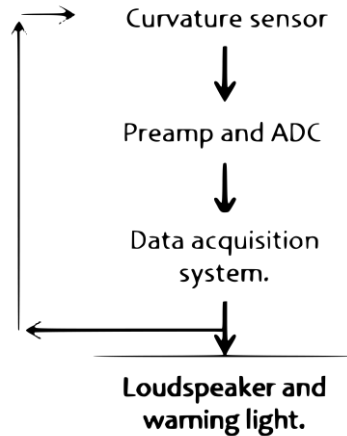 Curvature sensor
Preamp and ADC
Data acquisition
system.
Loudspeaker and
warning light.